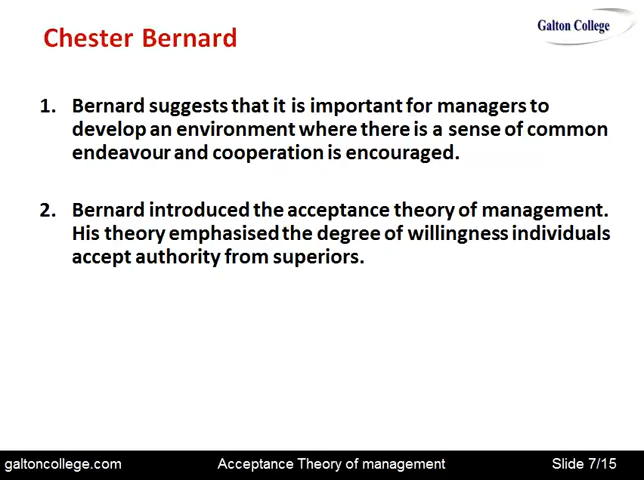 Chester Bernard
Galton College
1. Bernard suggests that it is important for managers to
develop an environment where there is a sense of common
endeavour and cooperation is encouraged.
2. Bernard introduced the acceptance theory of management.
His theory emphasised the degree of willingness individuals
accept authority from superiors.
galtoncollege.com
Acceptance Theory of management
Slide 7/15